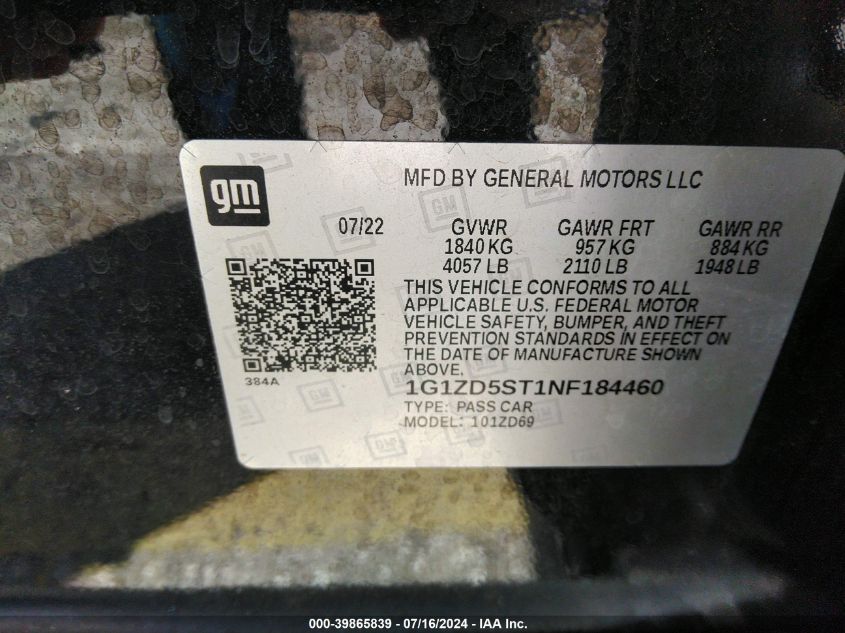 gm
MFD BY GENERAL MOTORS LLC
07/22 GVWR GAWR FRT GAWR RR
1840 KG 957 KG 884 KG
4057 LB 2110 LB 1948 LB
THIS VEHICLE CONFORMS TO ALL
APPLICABLE U.S. FEDERAL MOTOR
VEHICLE SAFETY, BUMPER, AND THEFT
PREVENTION STANDARDS IN EFFECT ON
THE DATE OF MANUFACTURE SHOWN
ABOVE.
384A
1G1ZD5ST1NF184460
TYPE: PASS CAR
MODEL: 101ZD69
000-39865839 / 07/16/2024 - IAA Inc.